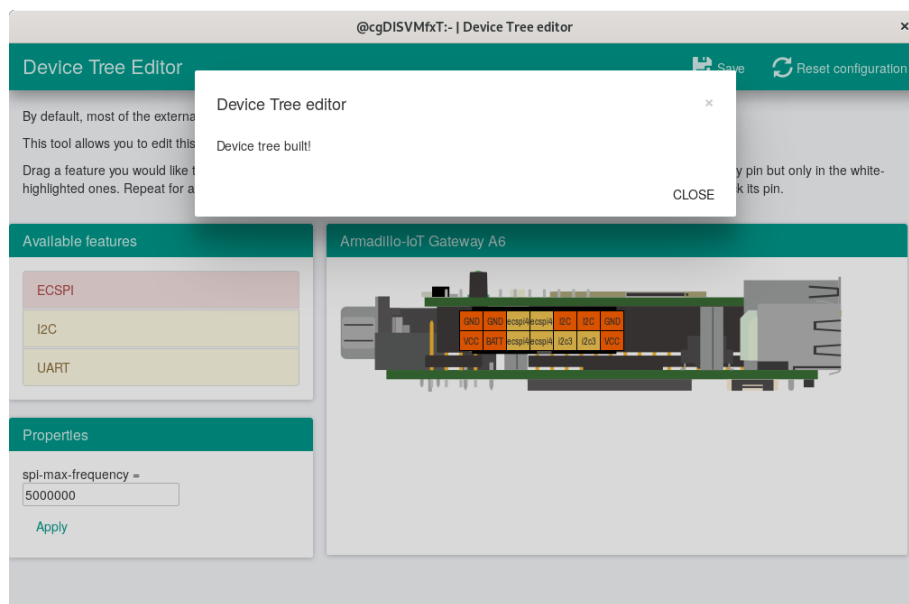 @cgDISVMfxT:~ | Device Tree editor
×
Device Tree Editor
Save
Reset configuration
By default, most of the externa
This tool allows you to edit this
Drag a feature you would like t
y pin but only in the white-
highlighted ones. Repeat for a
k its pin.
Device Tree editor
×
Device tree built!
CLOSE
Available features
ECSPI
I2C
UART
Armadillo-IoT Gateway A6
GND GND ecspi4 ecspi4 I2C I2C GND
VCC BATT ecspi4 ecspi4 i2c3 i2c3 VCC
Properties
spi-max-frequency =
5000000
Apply